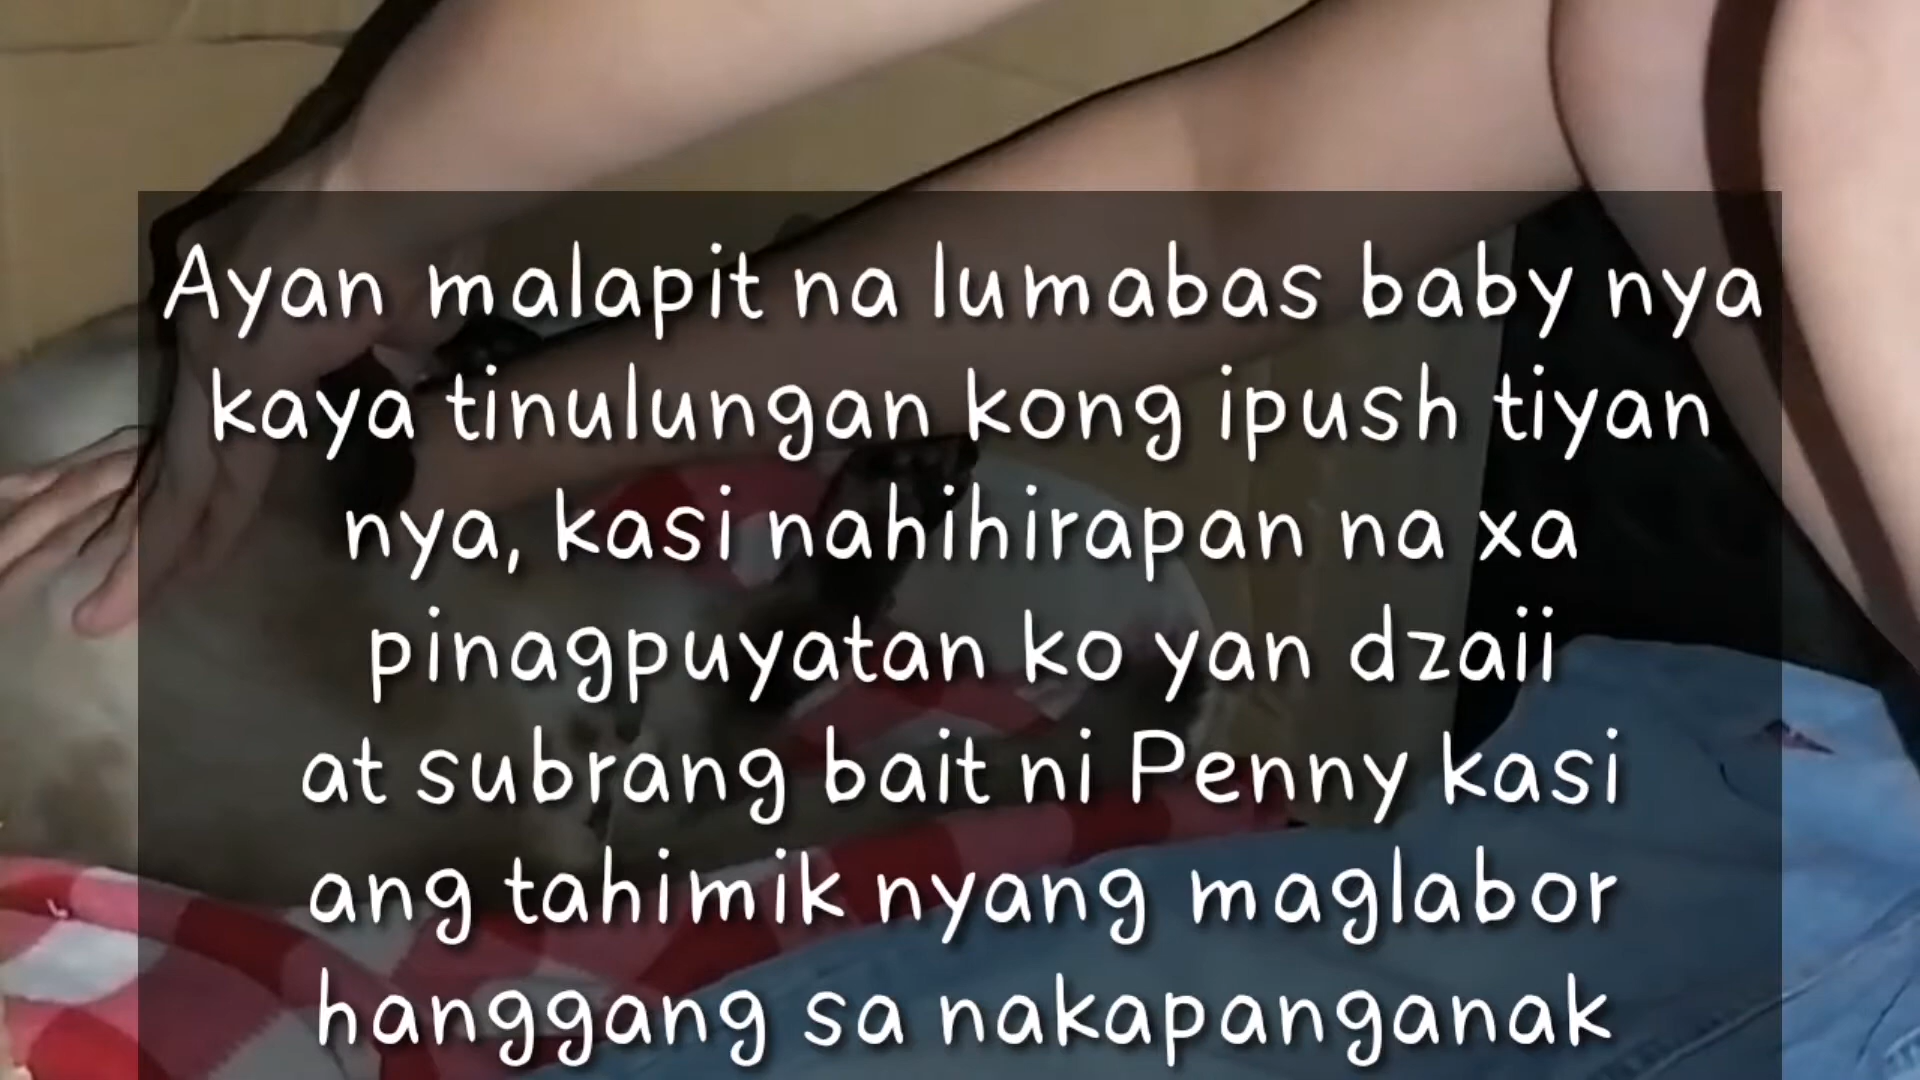 Ayan malapit na lumabas baby nya
kaya tinulungan kong ipush tiyan
nya, kasi nahihirapan na xa
pinagpuyatan ko yan dzaii
at subrang bait ni Penny kasi
ang tahimik nyang maglabor
hanggang sa nakapanganak